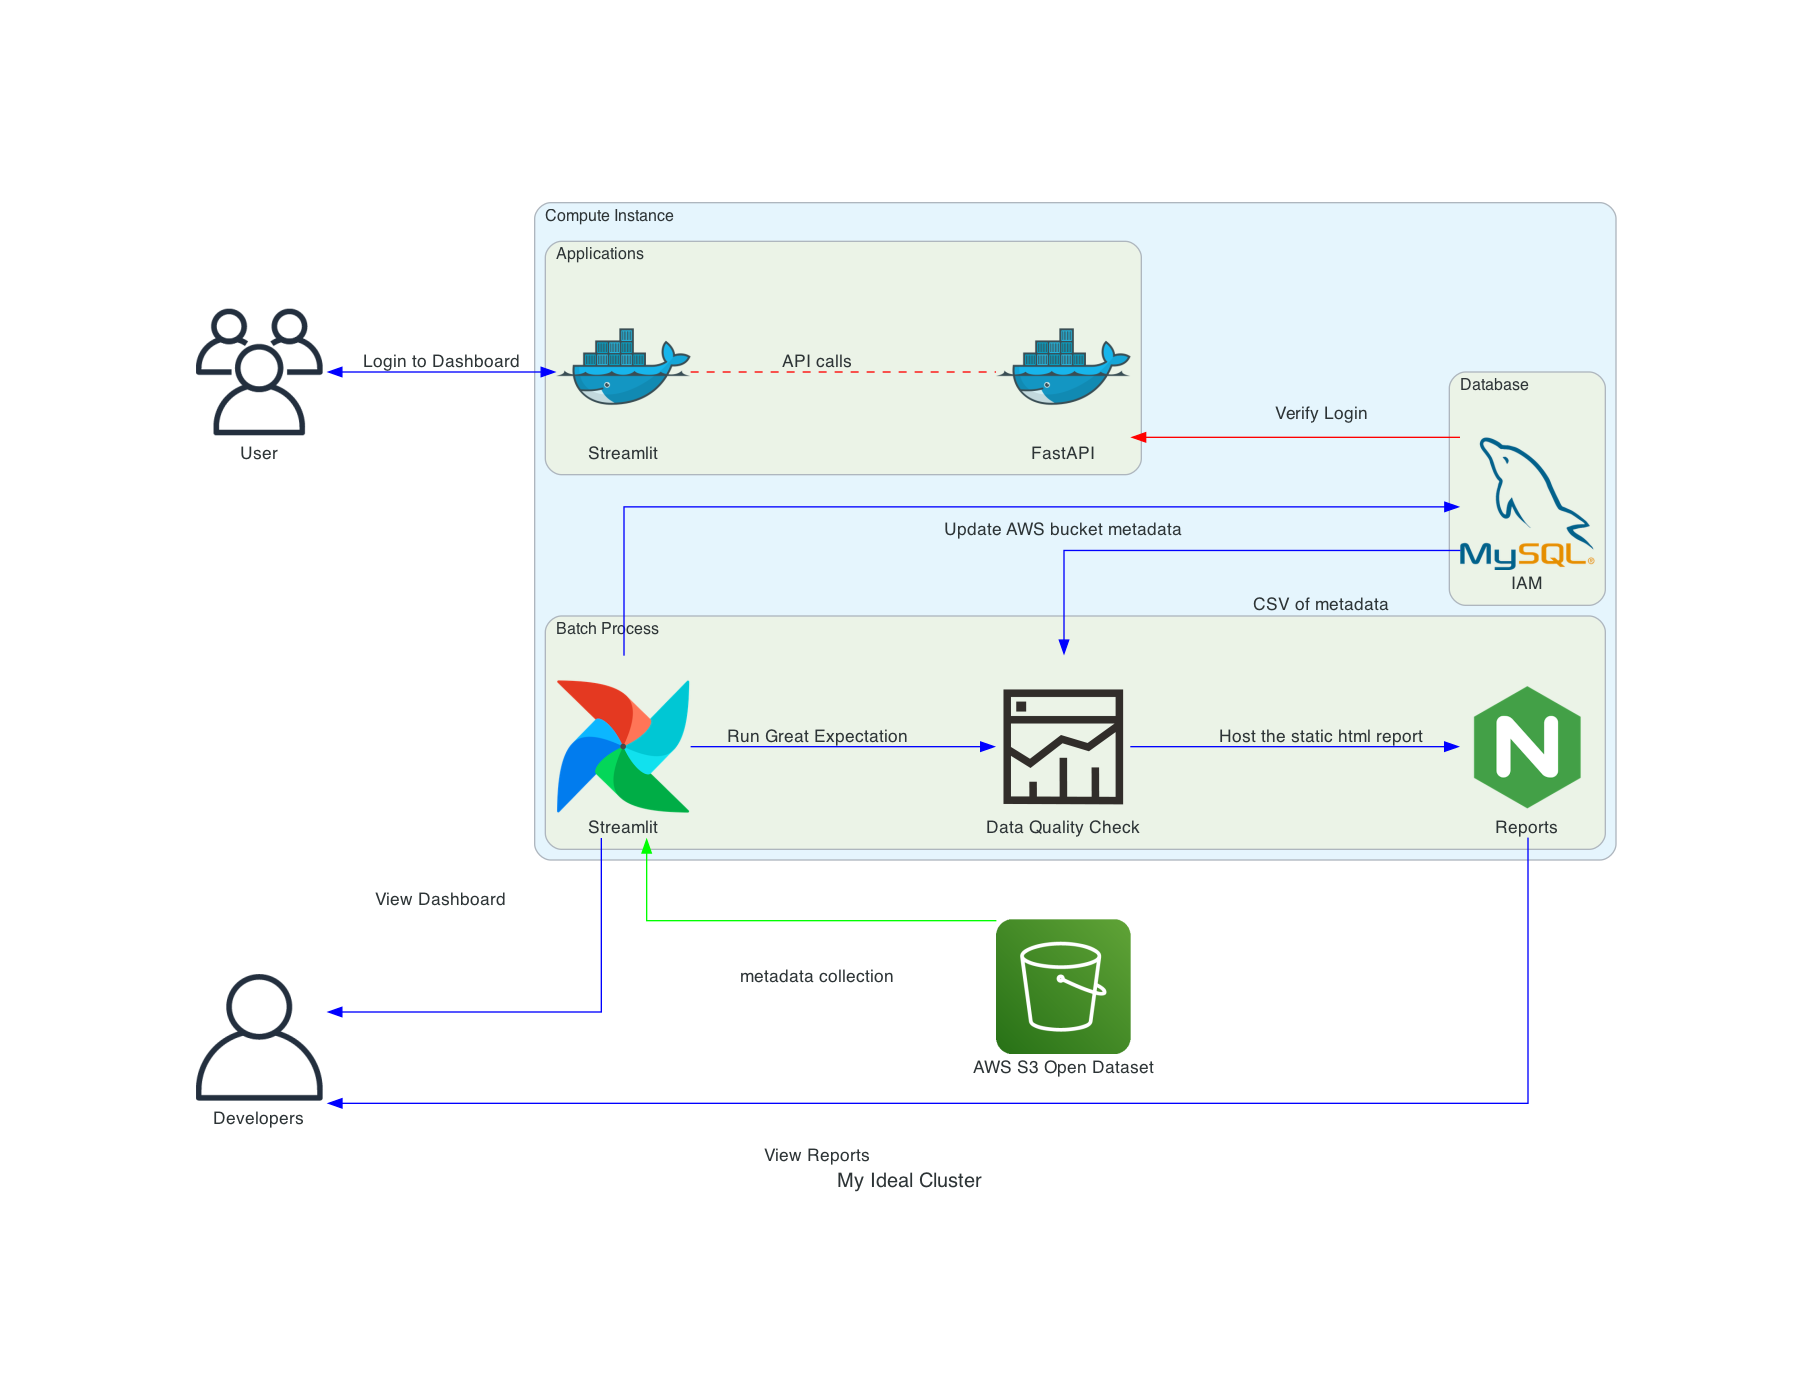 Compute Instance
Applications
Login to Dashboard
API calls
Database
Verify Login
User
Streamlit
FastAPI
Update AWS bucket metadata
MySQL®
IAM
CSV of metadata
Batch Process
Run Great Expectation
Host the static html report
N
Streamlit
Data Quality Check
Reports
View Dashboard
metadata collection
AWS S3 Open Dataset
Developers
View Reports
My Ideal Cluster